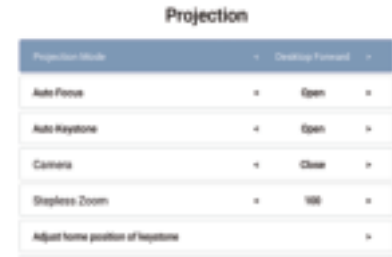 Projection
Projection Mode < Desktop Forward >
Auto Focus < Open >
Auto Keystone < Open >
Camera < Close >
Stepless Zoom < 100 >
Adjust home position of keystone >